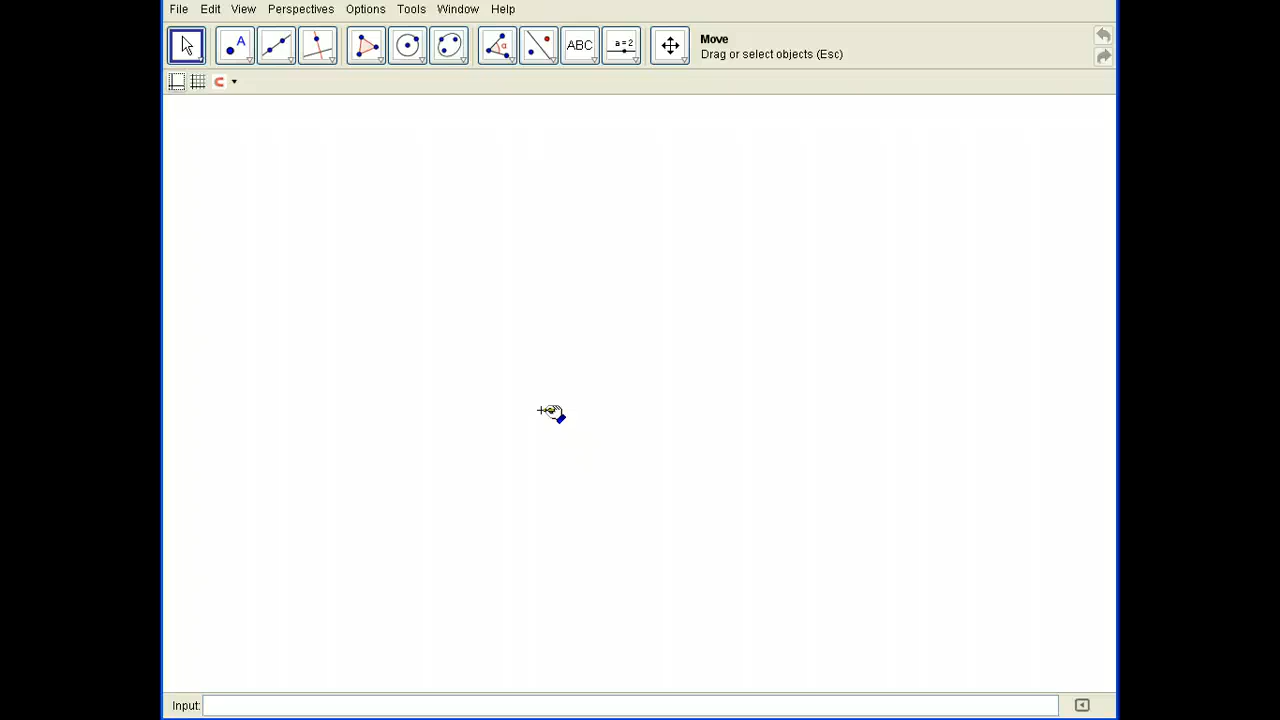 File Edit View Perspectives Options Tools Window Help
A
α
ABC
a = 2
Move
Drag or select objects (Esc)
Input: